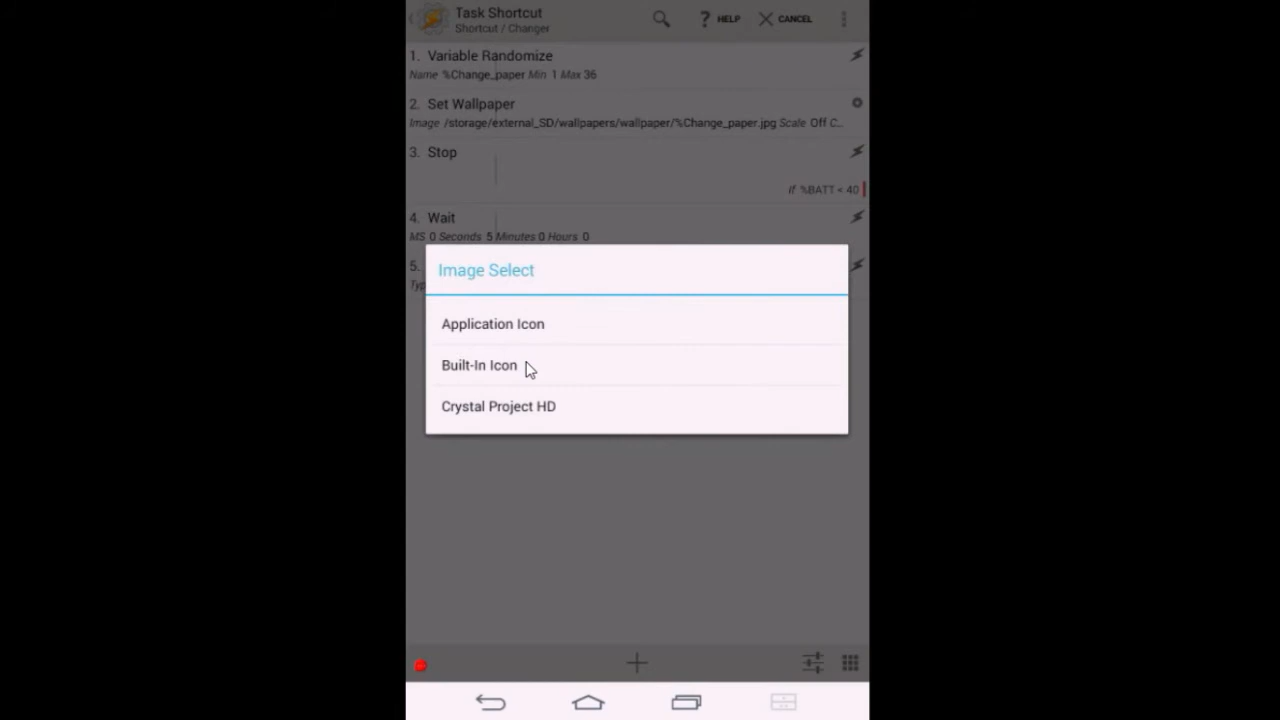 Task Shortcut
Shortcut / Changer
HELP
CANCEL
1. Variable Randomize
Name %Change_paper Min 1 Max 36
2. Set Wallpaper
Image /storage/external_SD/wallpapers/wallpaper/%Change_paper.jpg Scale Off C...
3. Stop
If %BATT < 40
4. Wait
MS 0 Seconds 5 Minutes 0 Hours 0
5.
Image Select
Application Icon
Built-In Icon
Crystal Project HD